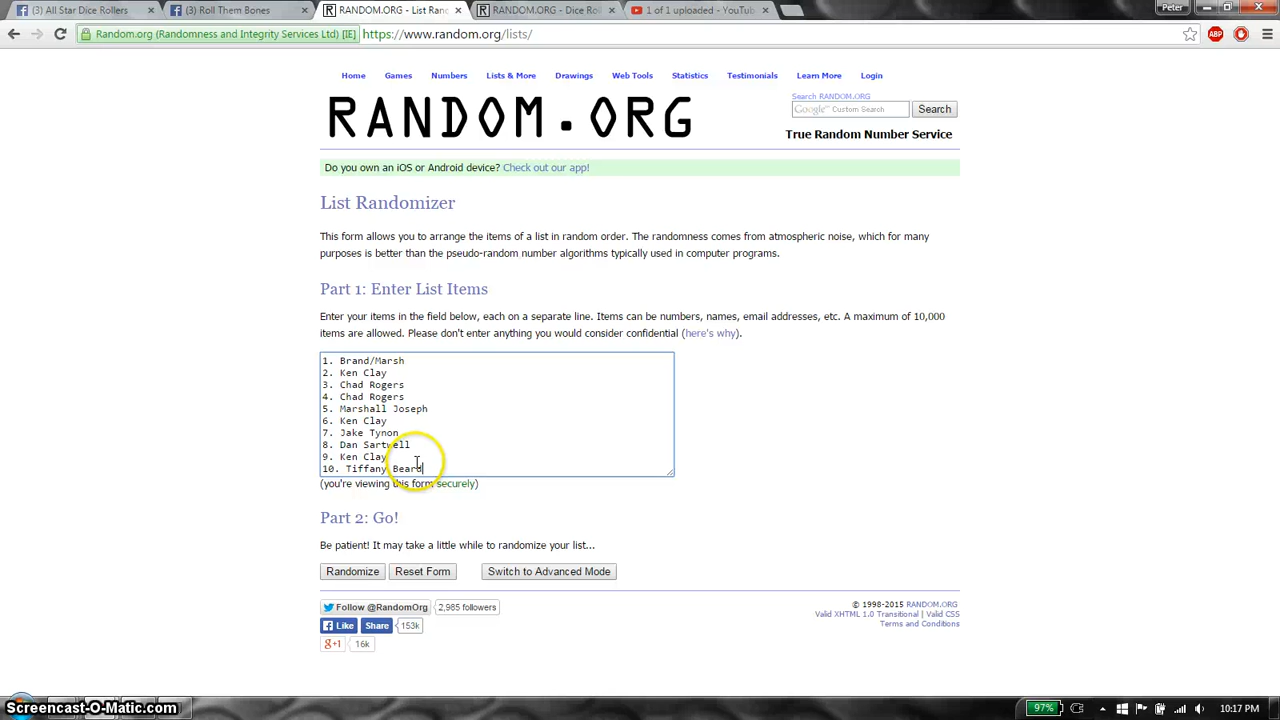 (f) All Star Dice Rollers
(f) Roll Them Bones
RANDOM.ORG - List Ran
RANDOM.ORG - Dice Ro
1 of 1 uploaded - YouTub
Peter
Random.org (Randomness and Integrity Services Ltd) [IE]
https://www.random.org/lists/
ABP
Home Games Numbers Lists & More Drawings Web Tools Statistics Testimonials Learn More Login
RANDOM.ORG
Search RANDOM.ORG
Google™ Custom Search
Search
True Random Number Service
Do you own an iOS or Android device? Check out our app!
List Randomizer
This form allows you to arrange the items of a list in random order. The randomness comes from atmospheric noise, which for many
purposes is better than the pseudo-random number algorithms typically used in computer programs.
Part 1: Enter List Items
Enter your items in the field below, each on a separate line. Items can be numbers, names, email addresses, etc. A maximum of 10,000
items are allowed. Please don't enter anything you would consider confidential (here's why).
1. Brand/Marsh
2. Ken Clay
3. Chad Rogers
4. Chad Rogers
5. Marshall Joseph
6. Ken Clay
7. Jake Tynon
8. Dan Sartwell
9. Ken Clay
10. Tiffany Beard
(you're viewing this form securely)
Part 2: Go!
Be patient! It may take a little while to randomize your list...
Randomize Reset Form Switch to Advanced Mode
Follow @RandomOrg 2,985 followers
Like Share 153k
g+1 16k
© 1998-2015 RANDOM.ORG
Valid XHTML 1.0 Transitional | Valid CSS
Terms and Conditions
Screencast-O-Matic.com
97%
10:17 PM